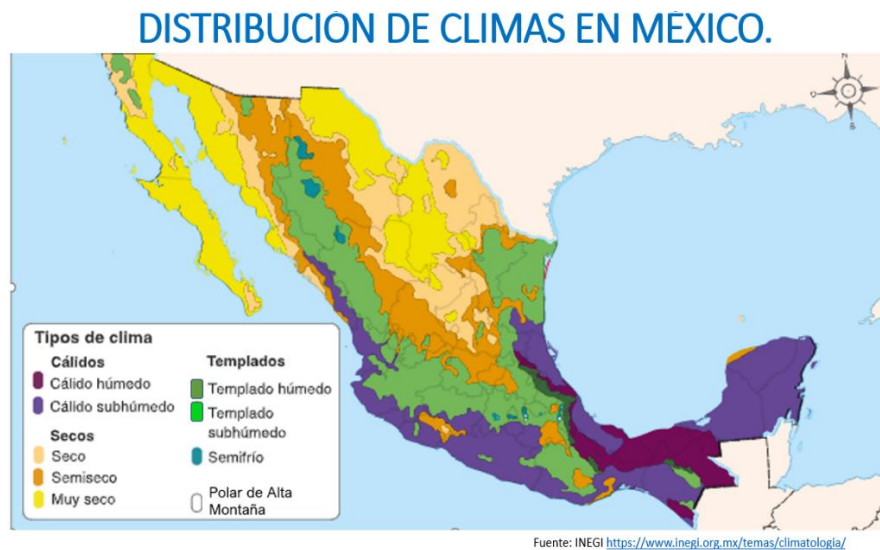 DISTRIBUCIÓN DE CLIMAS EN MÉXICO.
N
S
Tipos de clima
Cálidos
Cálido húmedo
Cálido subhúmedo
Secos
Seco
Semiseco
Muy seco
Templados
Templado húmedo
Templado
subhúmedo
Semifrío
Polar de Alta
Montaña
Fuente: INEGI https://www.inegi.org.mx/temas/climatologia/